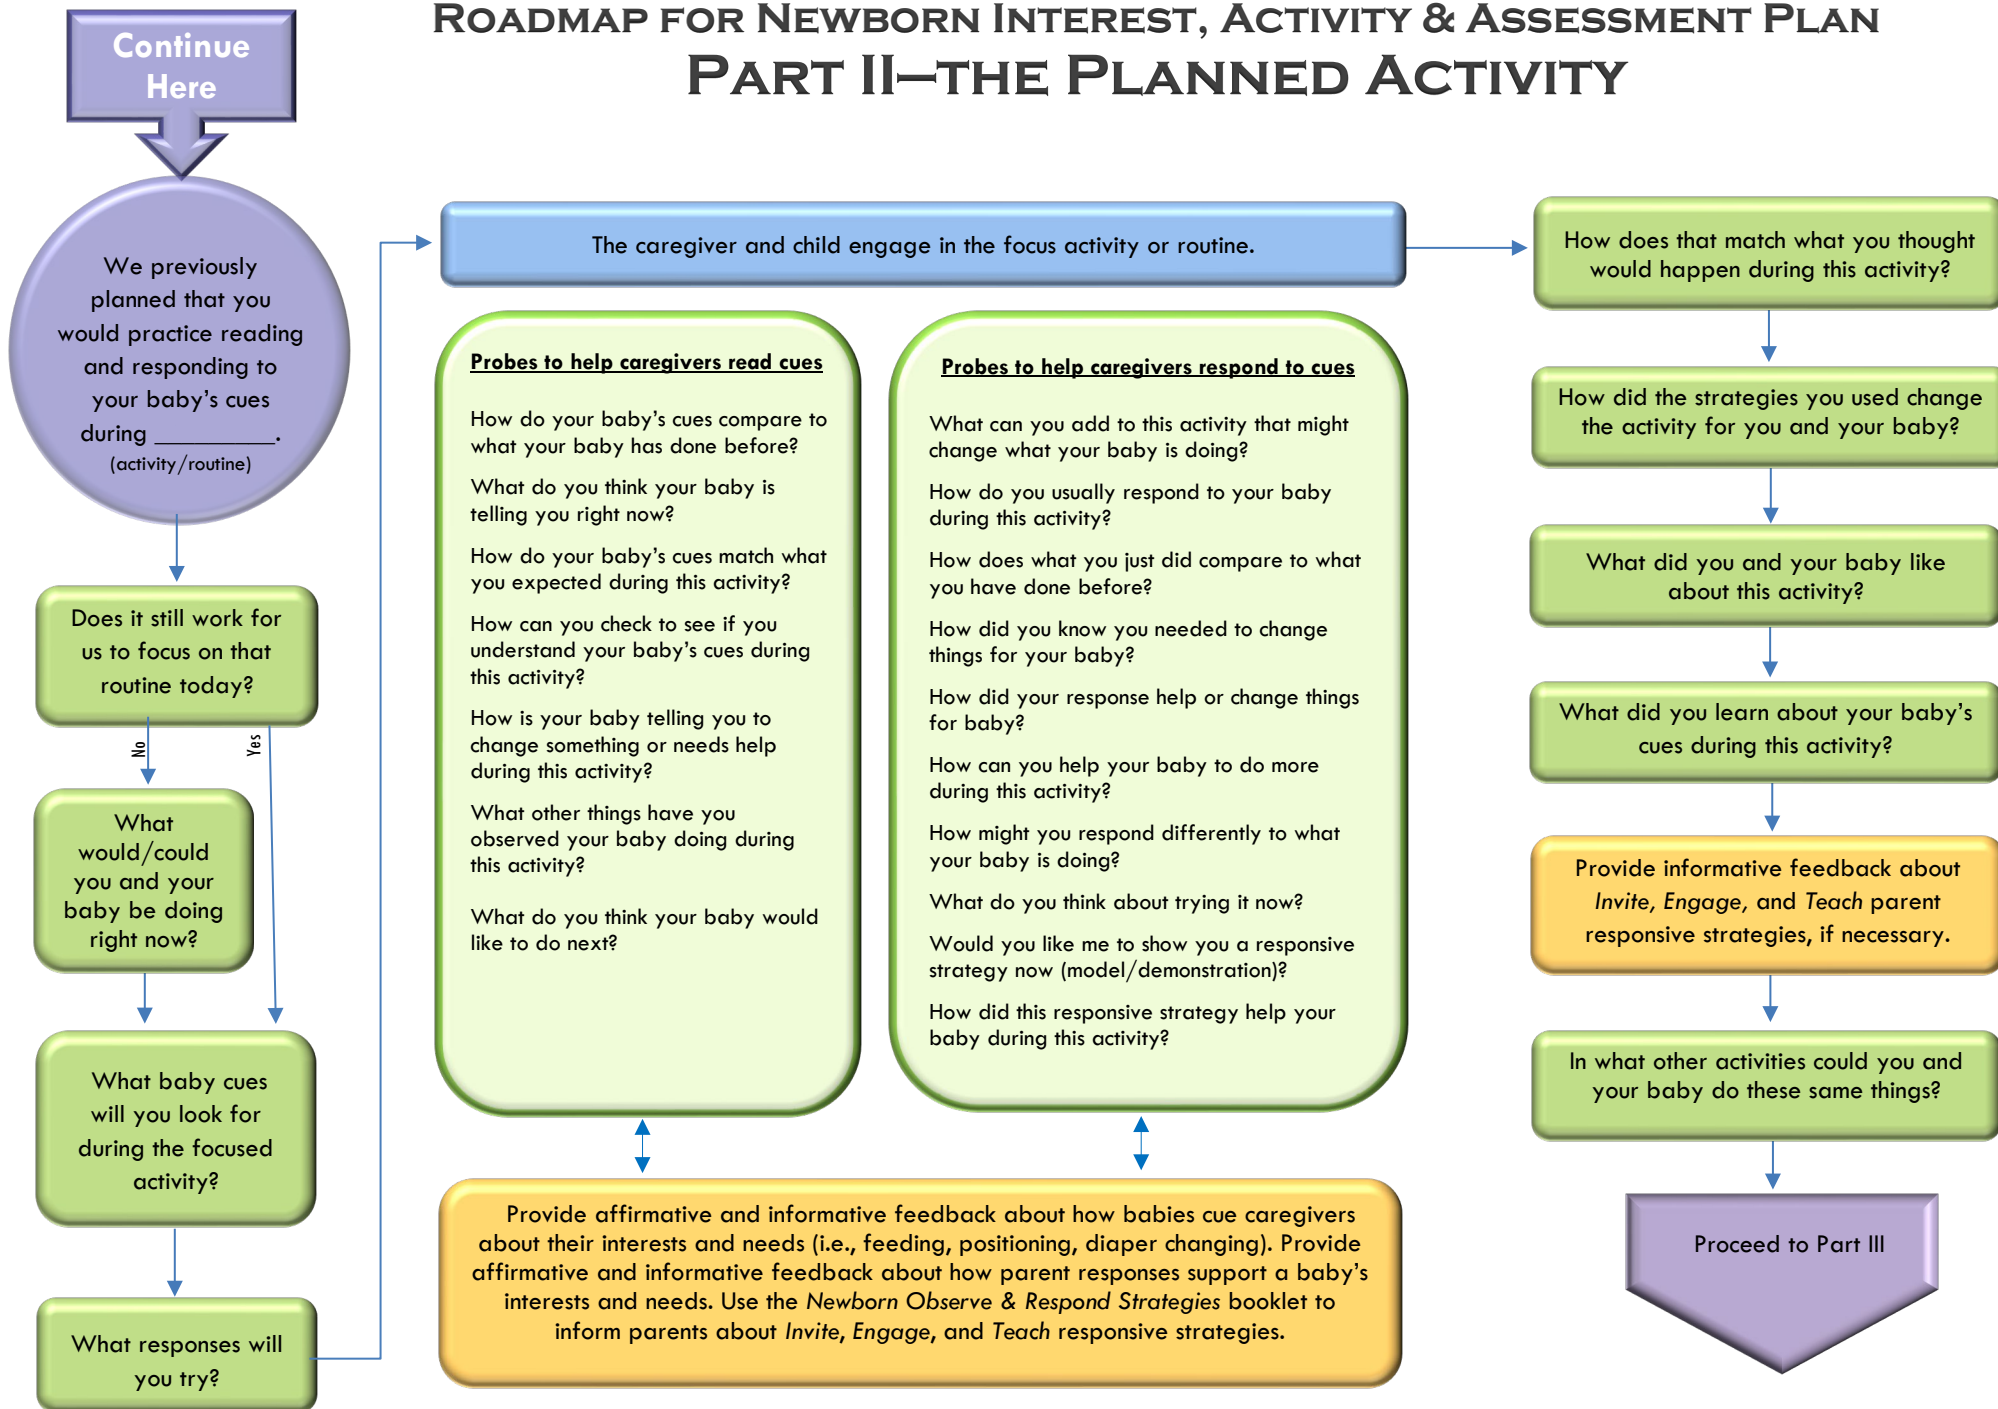 ROADMAP FOR NEWBORN INTEREST, ACTIVITY & ASSESSMENT PLAN
PART II—THE PLANNED ACTIVITY
Continue
Here
We previously
planned that you
would practice reading
and responding to
your baby’s cues
during __________.
(activity/routine)
Does it still work for
us to focus on that
routine today?
No
Yes
What
would/could
you and your
baby be doing
right now?
What baby cues
will you look for
during the focused
activity?
What responses will
you try?
The caregiver and child engage in the focus activity or routine.
Probes to help caregivers read cues
How do your baby’s cues compare to
what your baby has done before?
What do you think your baby is
telling you right now?
How do your baby’s cues match what
you expected during this activity?
How can you check to see if you
understand your baby’s cues during
this activity?
How is your baby telling you to
change something or needs help
during this activity?
What other things have you
observed your baby doing during
this activity?
What do you think your baby would
like to do next?
Probes to help caregivers respond to cues
What can you add to this activity that might
change what your baby is doing?
How do you usually respond to your baby
during this activity?
How does what you just did compare to what
you have done before?
How did you know you needed to change
things for your baby?
How did your response help or change things
for baby?
How can you help your baby to do more
during this activity?
How might you respond differently to what
your baby is doing?
What do you think about trying it now?
Would you like me to show you a responsive
strategy now (model/demonstration)?
How did this responsive strategy help your
baby during this activity?
Provide affirmative and informative feedback about how babies cue caregivers
about their interests and needs (i.e., feeding, positioning, diaper changing). Provide
affirmative and informative feedback about how parent responses support a baby’s
interests and needs. Use the Newborn Observe & Respond Strategies booklet to
inform parents about Invite, Engage, and Teach responsive strategies.
How does that match what you thought
would happen during this activity?
How did the strategies you used change
the activity for you and your baby?
What did you and your baby like
about this activity?
What did you learn about your baby’s
cues during this activity?
Provide informative feedback about
Invite, Engage, and Teach parent
responsive strategies, if necessary.
In what other activities could you and
your baby do these same things?
Proceed to Part III